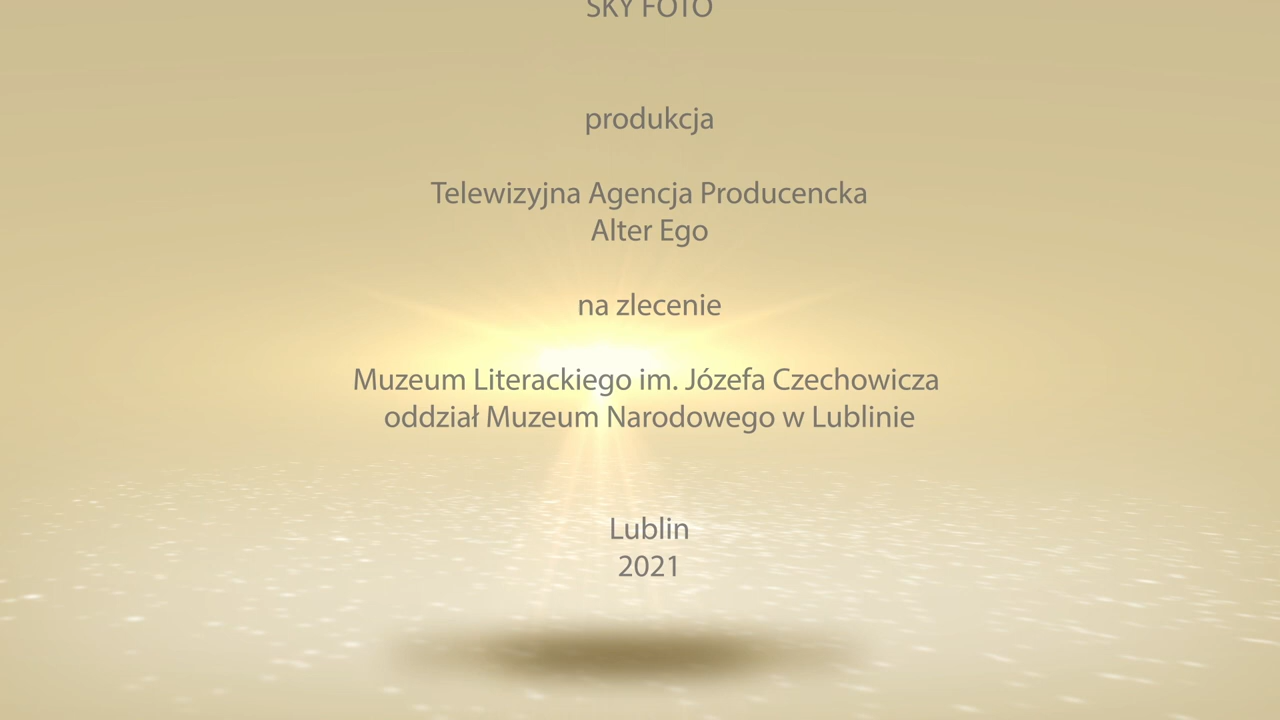 SKY FOTO
produkcja
Telewizyjna Agencja Producencka
Alter Ego
na zlecenie
Muzeum Literackiego im. Józefa Czechowicza
oddział Muzeum Narodowego w Lublinie
Lublin
2021